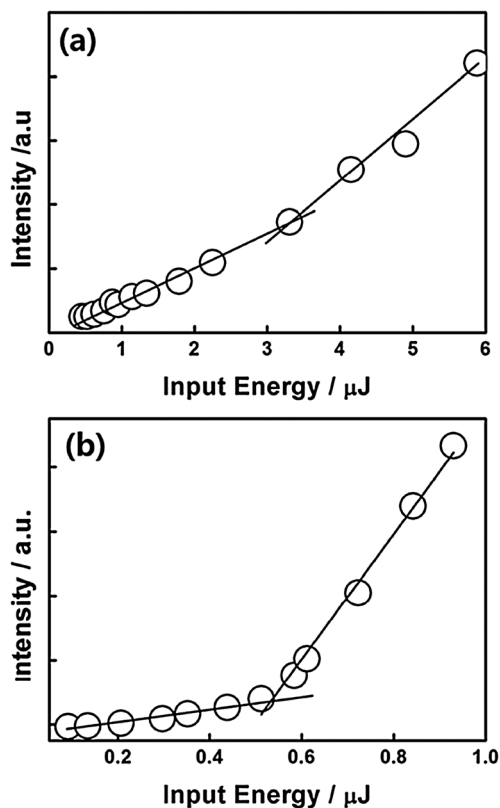 (a)
Intensity /a.u
0 1 2 3 4 5 6
Input Energy / μJ
(b)
Intensity / a.u.
0.2 0.4 0.6 0.8 1.0
Input Energy / μJ